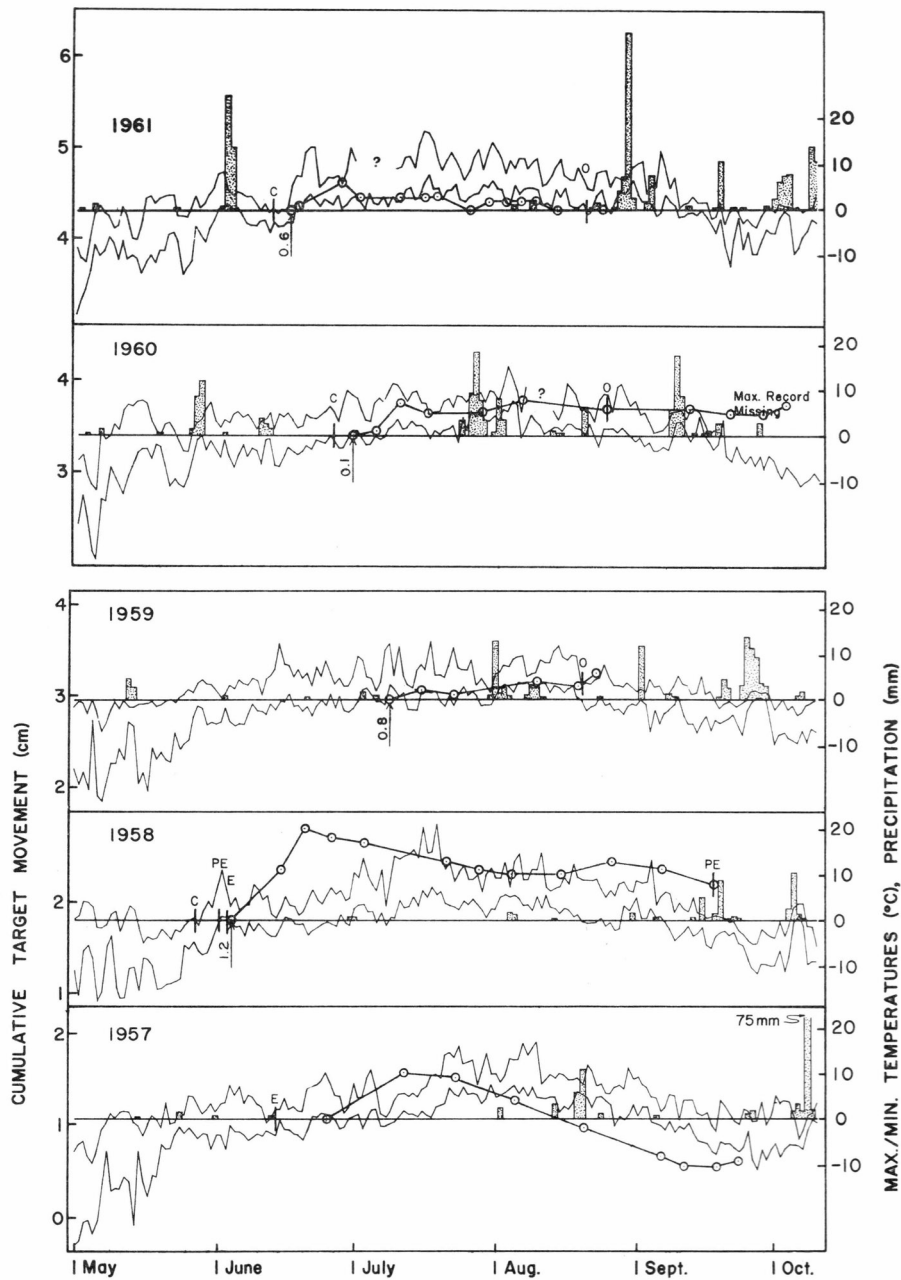 6
5
4
1961
C
0.6
?
O
20
10
0
-10
1960
4
3
C
0.1
?
O
Max. Record
Missing
20
10
0
-10
4
3
2
1959
0.8
O
20
10
0
-10
1958
2
1
C
PE
E
1.2
PE
20
10
0
-10
1957
2
1
0
E
75mm
20
10
0
-10
1 May
1 June
1 July
1 Aug.
1 Sept.
1 Oct.
CUMULATIVE TARGET MOVEMENT (cm)
MAX./MIN. TEMPERATURES (°C), PRECIPITATION (mm)